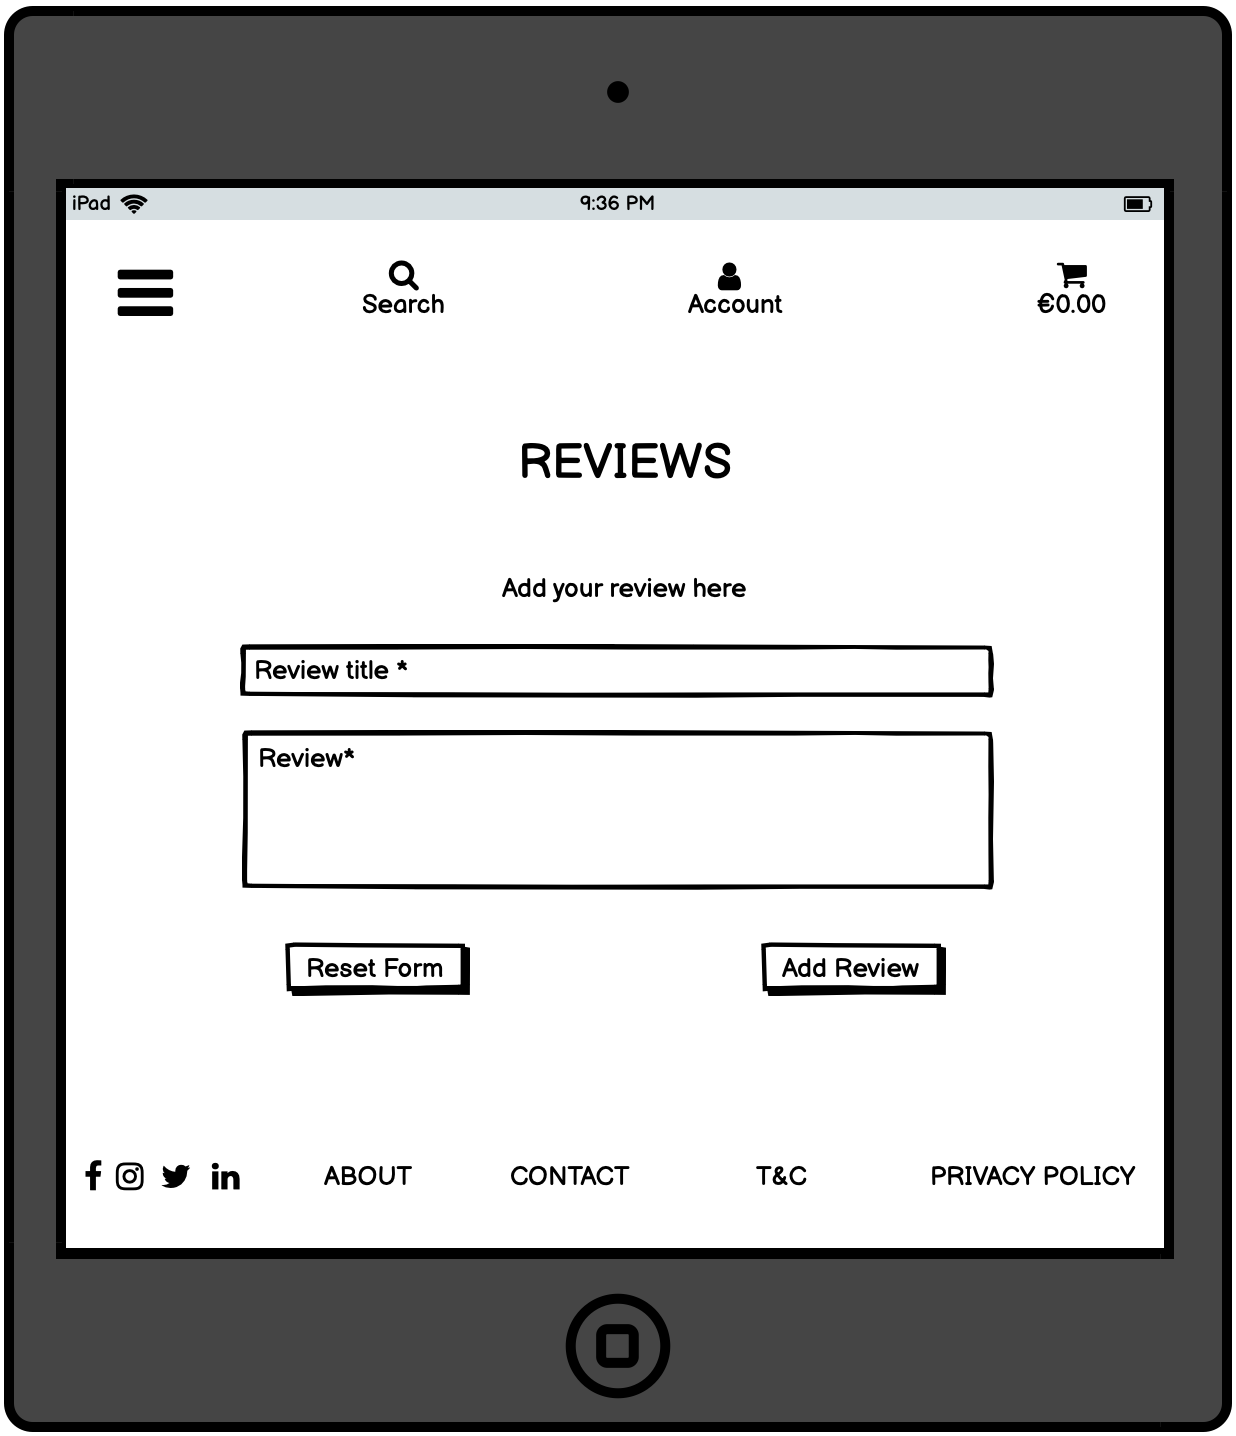 iPad 9:36 PM
Search Account €0.00
REVIEWS
Add your review here
Review title *
Review*
Reset Form Add Review
ABOUT CONTACT T&C PRIVACY POLICY